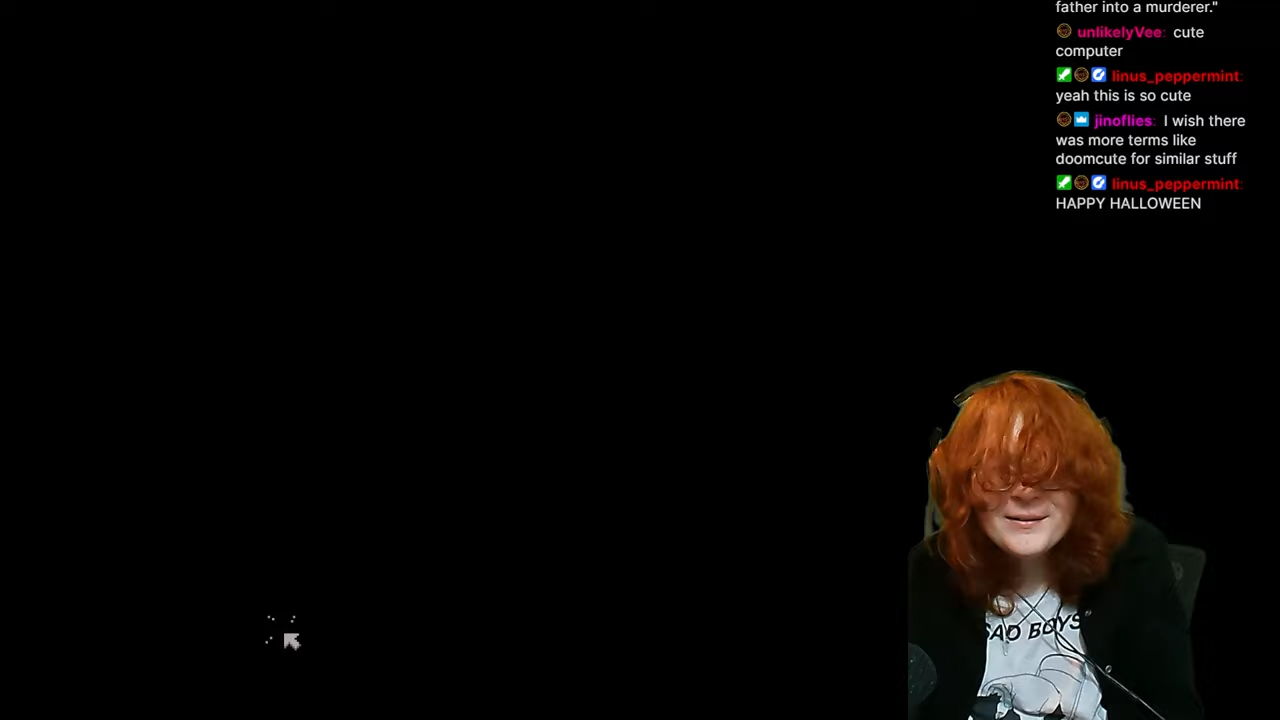 father into a murderer."
unlikelyVee: cute
computer
linus_peppermint:
yeah this is so cute
jinoflies: I wish there
was more terms like
doomcute for similar stuff
linus_peppermint:
HAPPY HALLOWEEN
SAD BOYS